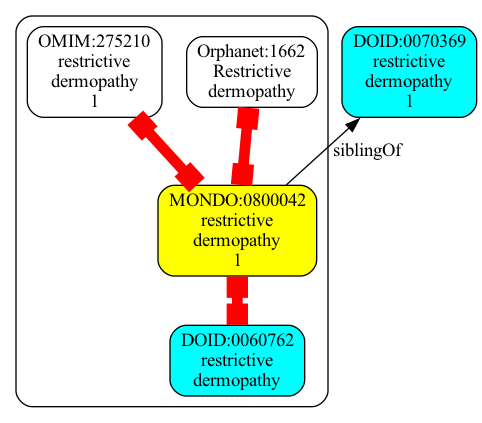 OMIM:275210
restrictive
dermopathy
1
Orphanet:1662
Restrictive
dermopathy
DOID:0070369
restrictive
dermopathy
1
siblingOf
MONDO:0800042
restrictive
dermopathy
1
DOID:0060762
restrictive
dermopathy